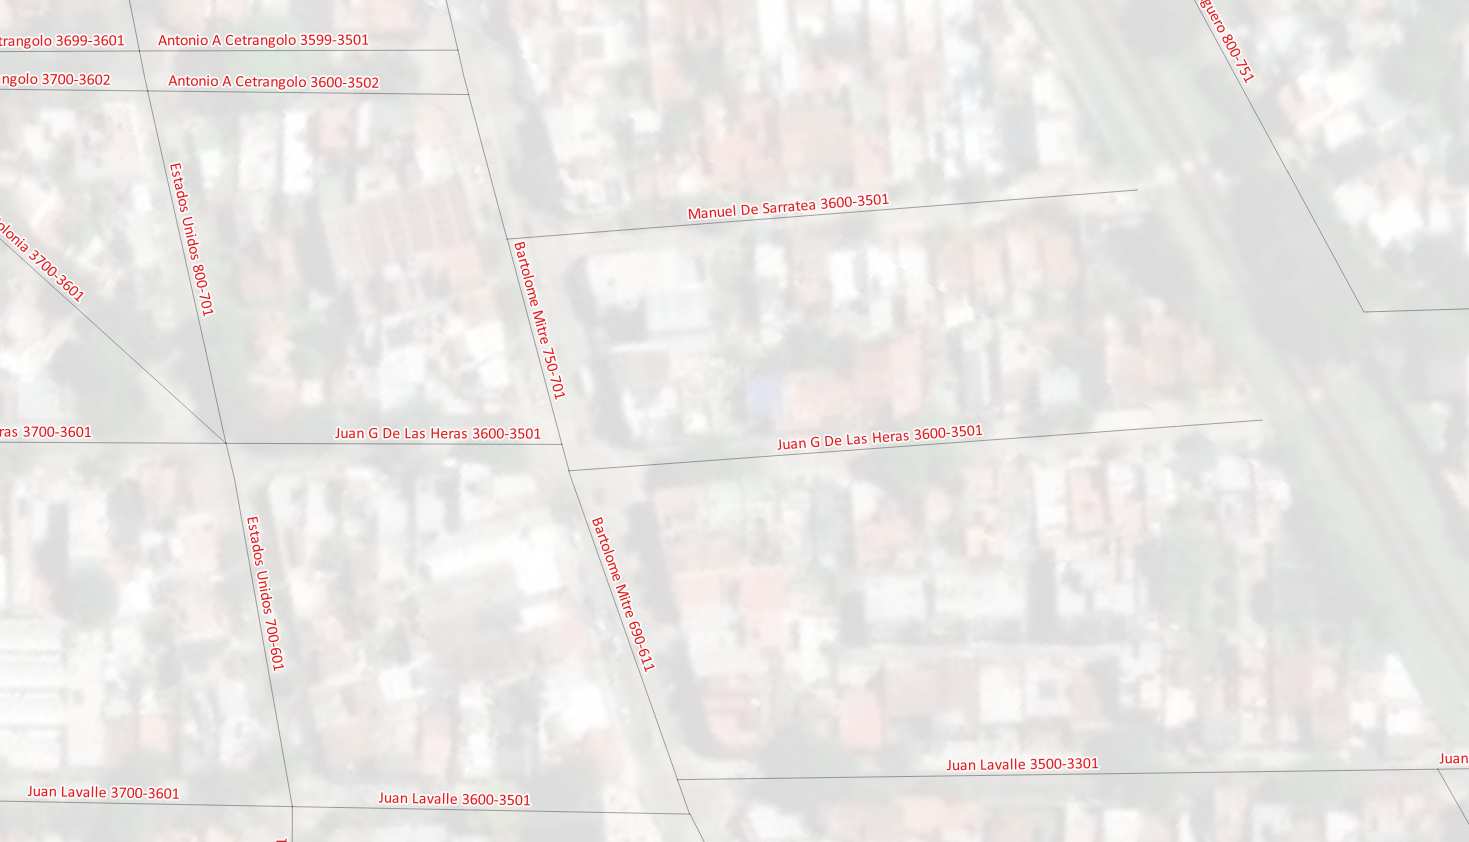 trangolo 3699-3601
Antonio A Cetrangolo 3599-3501
guero 800-751
ngolo 3700-3602
Antonio A Cetrangolo 3600-3502
Estados Unidos 800-701
Manuel De Sarratea 3600-3501
olonia 3700-3601
Bartolome Mitre 750-701
ras 3700-3601
Juan G De Las Heras 3600-3501
Juan G De Las Heras 3600-3501
Estados Unidos 700-601
Bartolome Mitre 690-611
Juan Lavalle 3500-3301
Juan
Juan Lavalle 3700-3601
Juan Lavalle 3600-3501